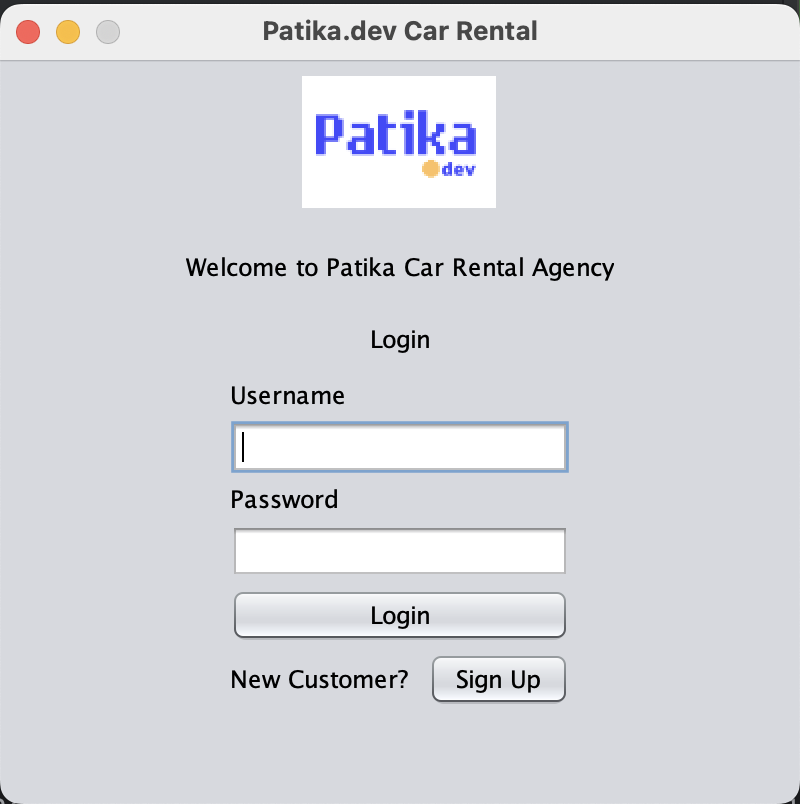 Patika.dev Car Rental
Patika
dev
Welcome to Patika Car Rental Agency
Login
Username
Password
Login
New Customer? Sign Up